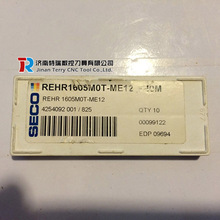 济南特瑞数控刀具有限公司
Jinan Terry CNC Tool Co., Ltd
SECO
REHR1605M0T-ME12
40M
REHR 1605M0T-ME12
4254092 001 / 825
QTY 10
00099122
EDP 09694